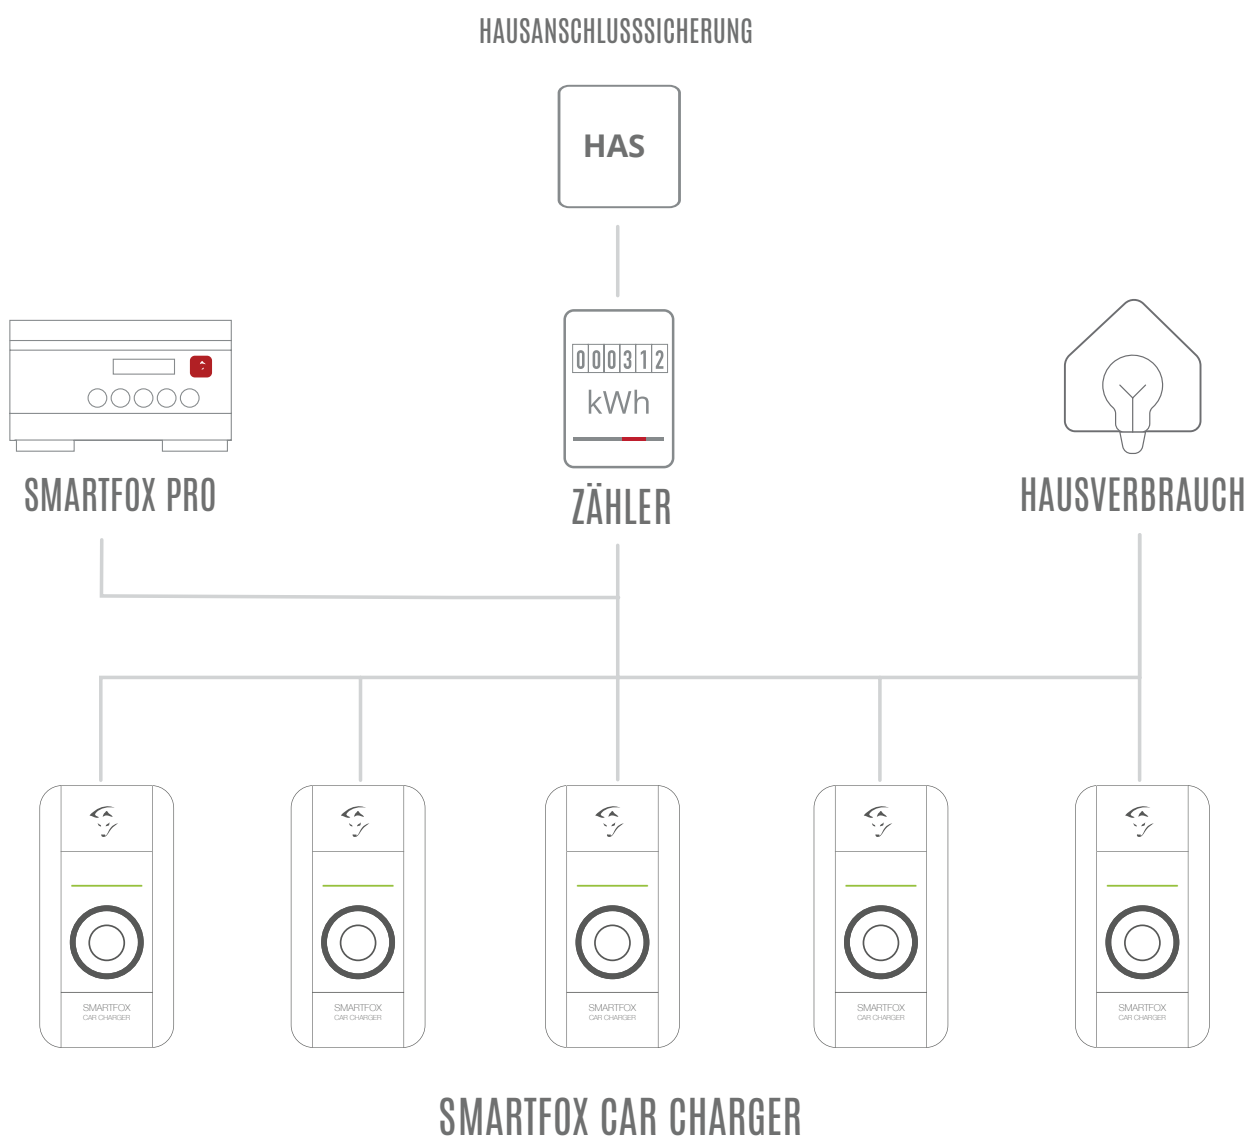 HAUSANSCHLUSSSICHERUNG
HAS
000312
kWh
SMARTFOX PRO
ZÄHLER
HAUSVERBRAUCH
SMARTFOX
CAR CHARGER
SMARTFOX
CAR CHARGER
SMARTFOX
CAR CHARGER
SMARTFOX
CAR CHARGER
SMARTFOX
CAR CHARGER
SMARTFOX CAR CHARGER